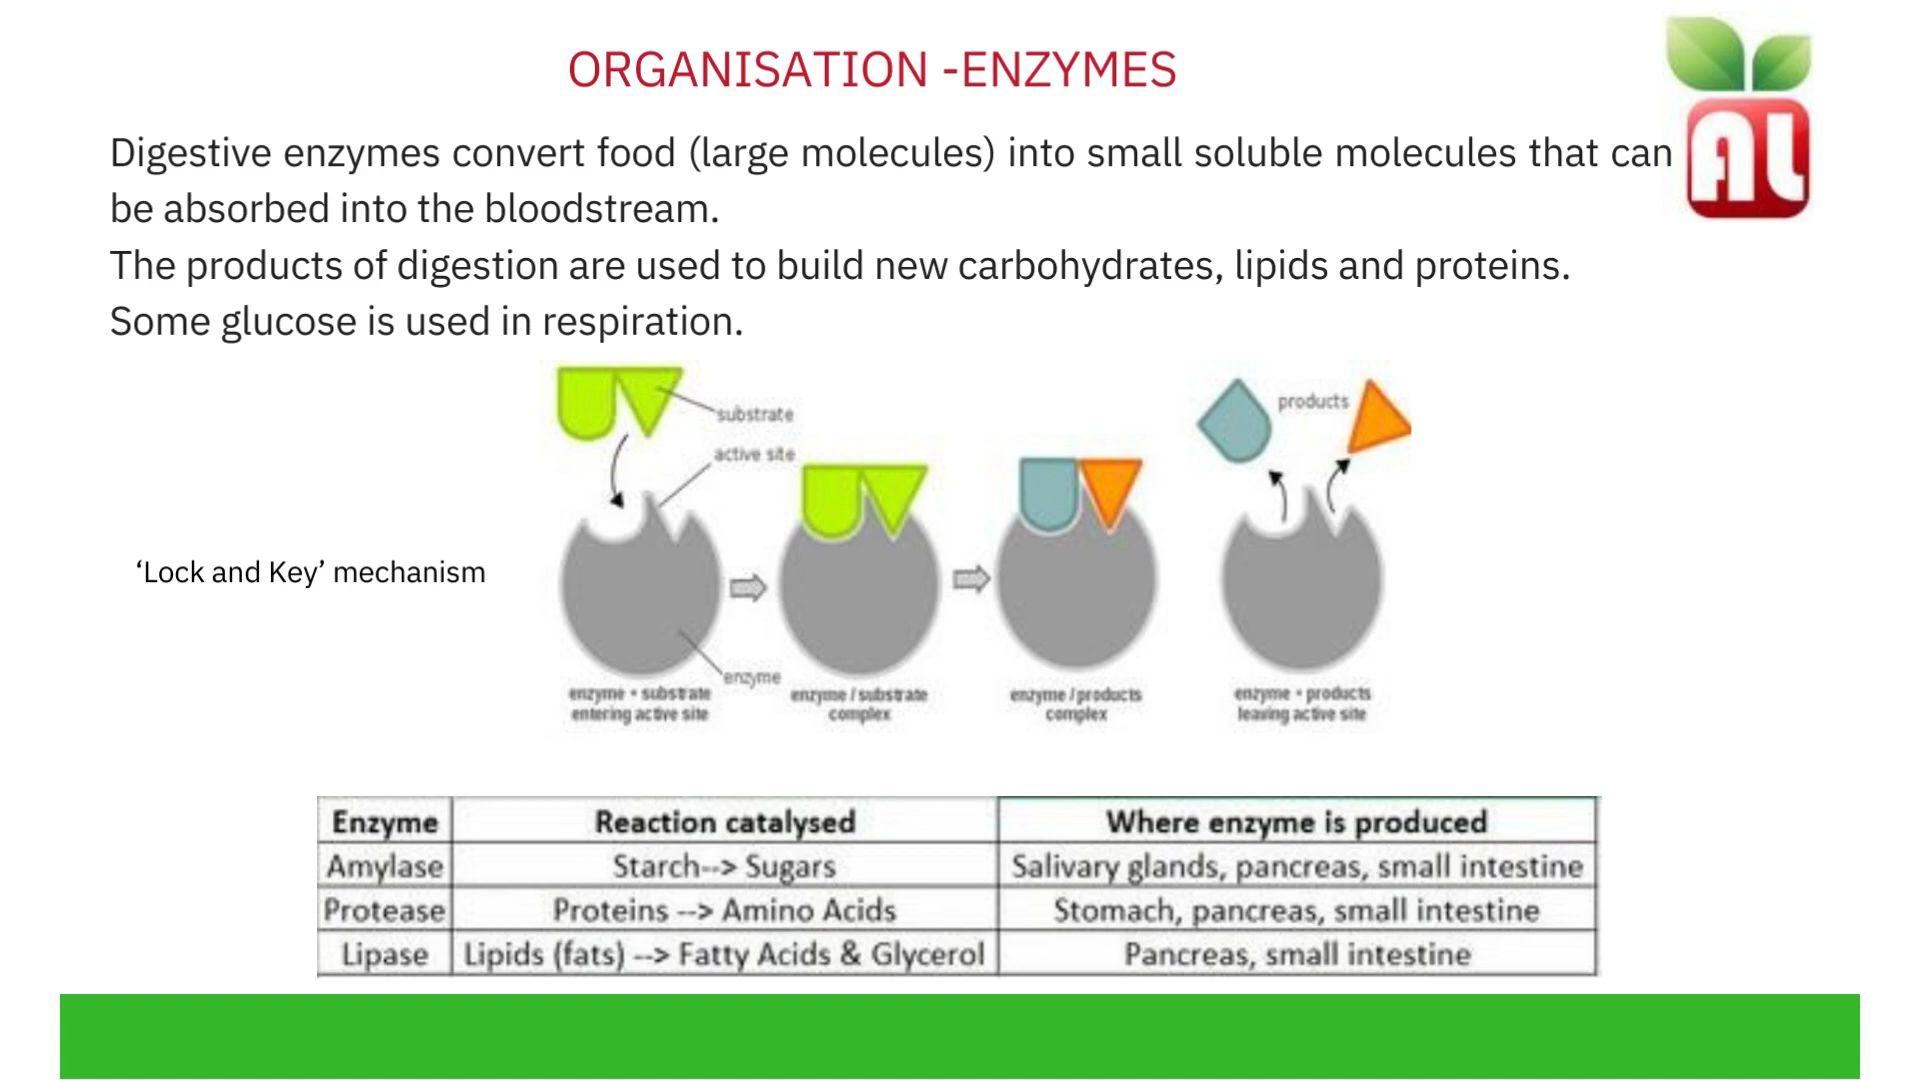 ORGANISATION -ENZYMES
AL
Digestive enzymes convert food (large molecules) into small soluble molecules that can
be absorbed into the bloodstream.
The products of digestion are used to build new carbohydrates, lipids and proteins.
Some glucose is used in respiration.
substrate
active site
products
‘Lock and Key’ mechanism
enzyme
enzyme + substrate
entering active site
enzyme / substrate
complex
enzyme / products
complex
enzyme + products
leaving active site
Enzyme Reaction catalysed Where enzyme is produced
Amylase Starch--> Sugars Salivary glands, pancreas, small intestine
Protease Proteins --> Amino Acids Stomach, pancreas, small intestine
Lipase Lipids (fats) --> Fatty Acids & Glycerol Pancreas, small intestine